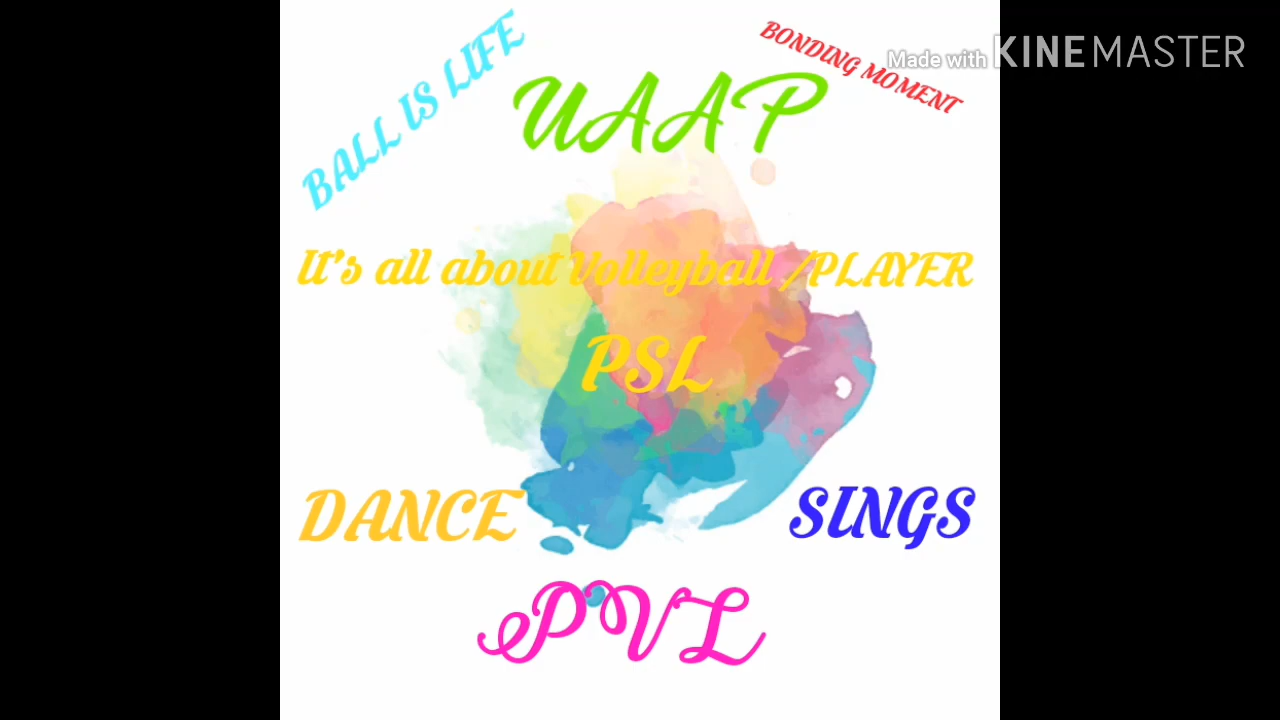 BALL IS LIFE
BONDING MOMENT
Made with KINEMASTER
UAAP
It's all about Volleyball /PLAYER
PSL
DANCE
SINGS
PVL